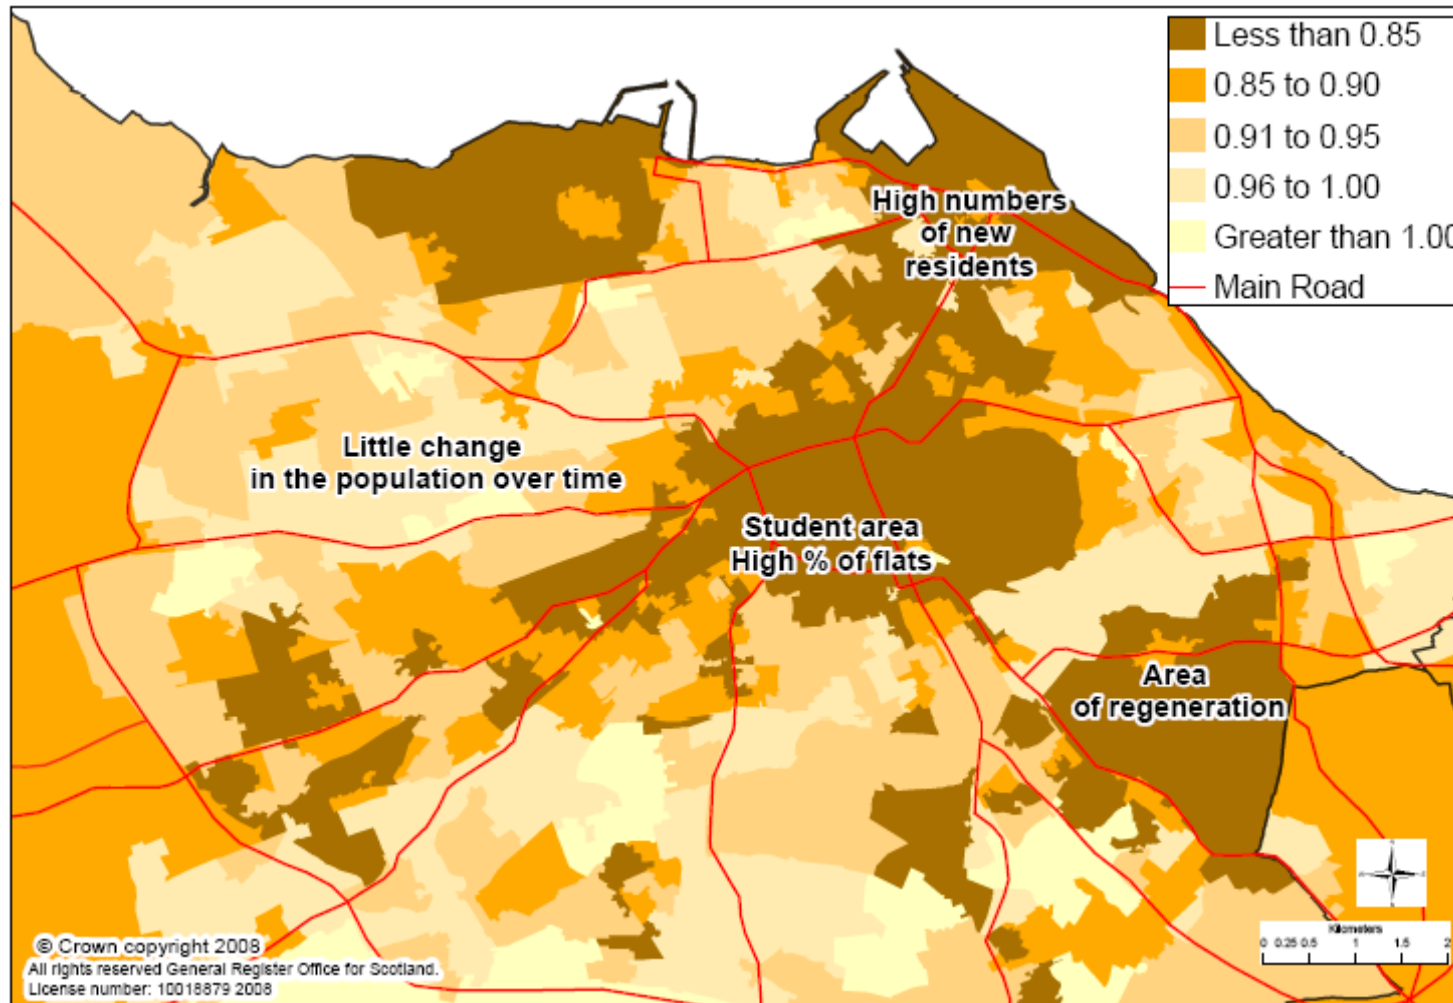 Less than 0.85
0.85 to 0.90
0.91 to 0.95
0.96 to 1.00
Greater than 1.00
Main Road
High numbers
of new
residents
Little change
in the population over time
Student area
High % of flats
Area
of regeneration
Kilometers
0 0.25 0.5 1 1.5 2
© Crown copyright 2008
All rights reserved General Register Office for Scotland.
License number: 10018879 2008